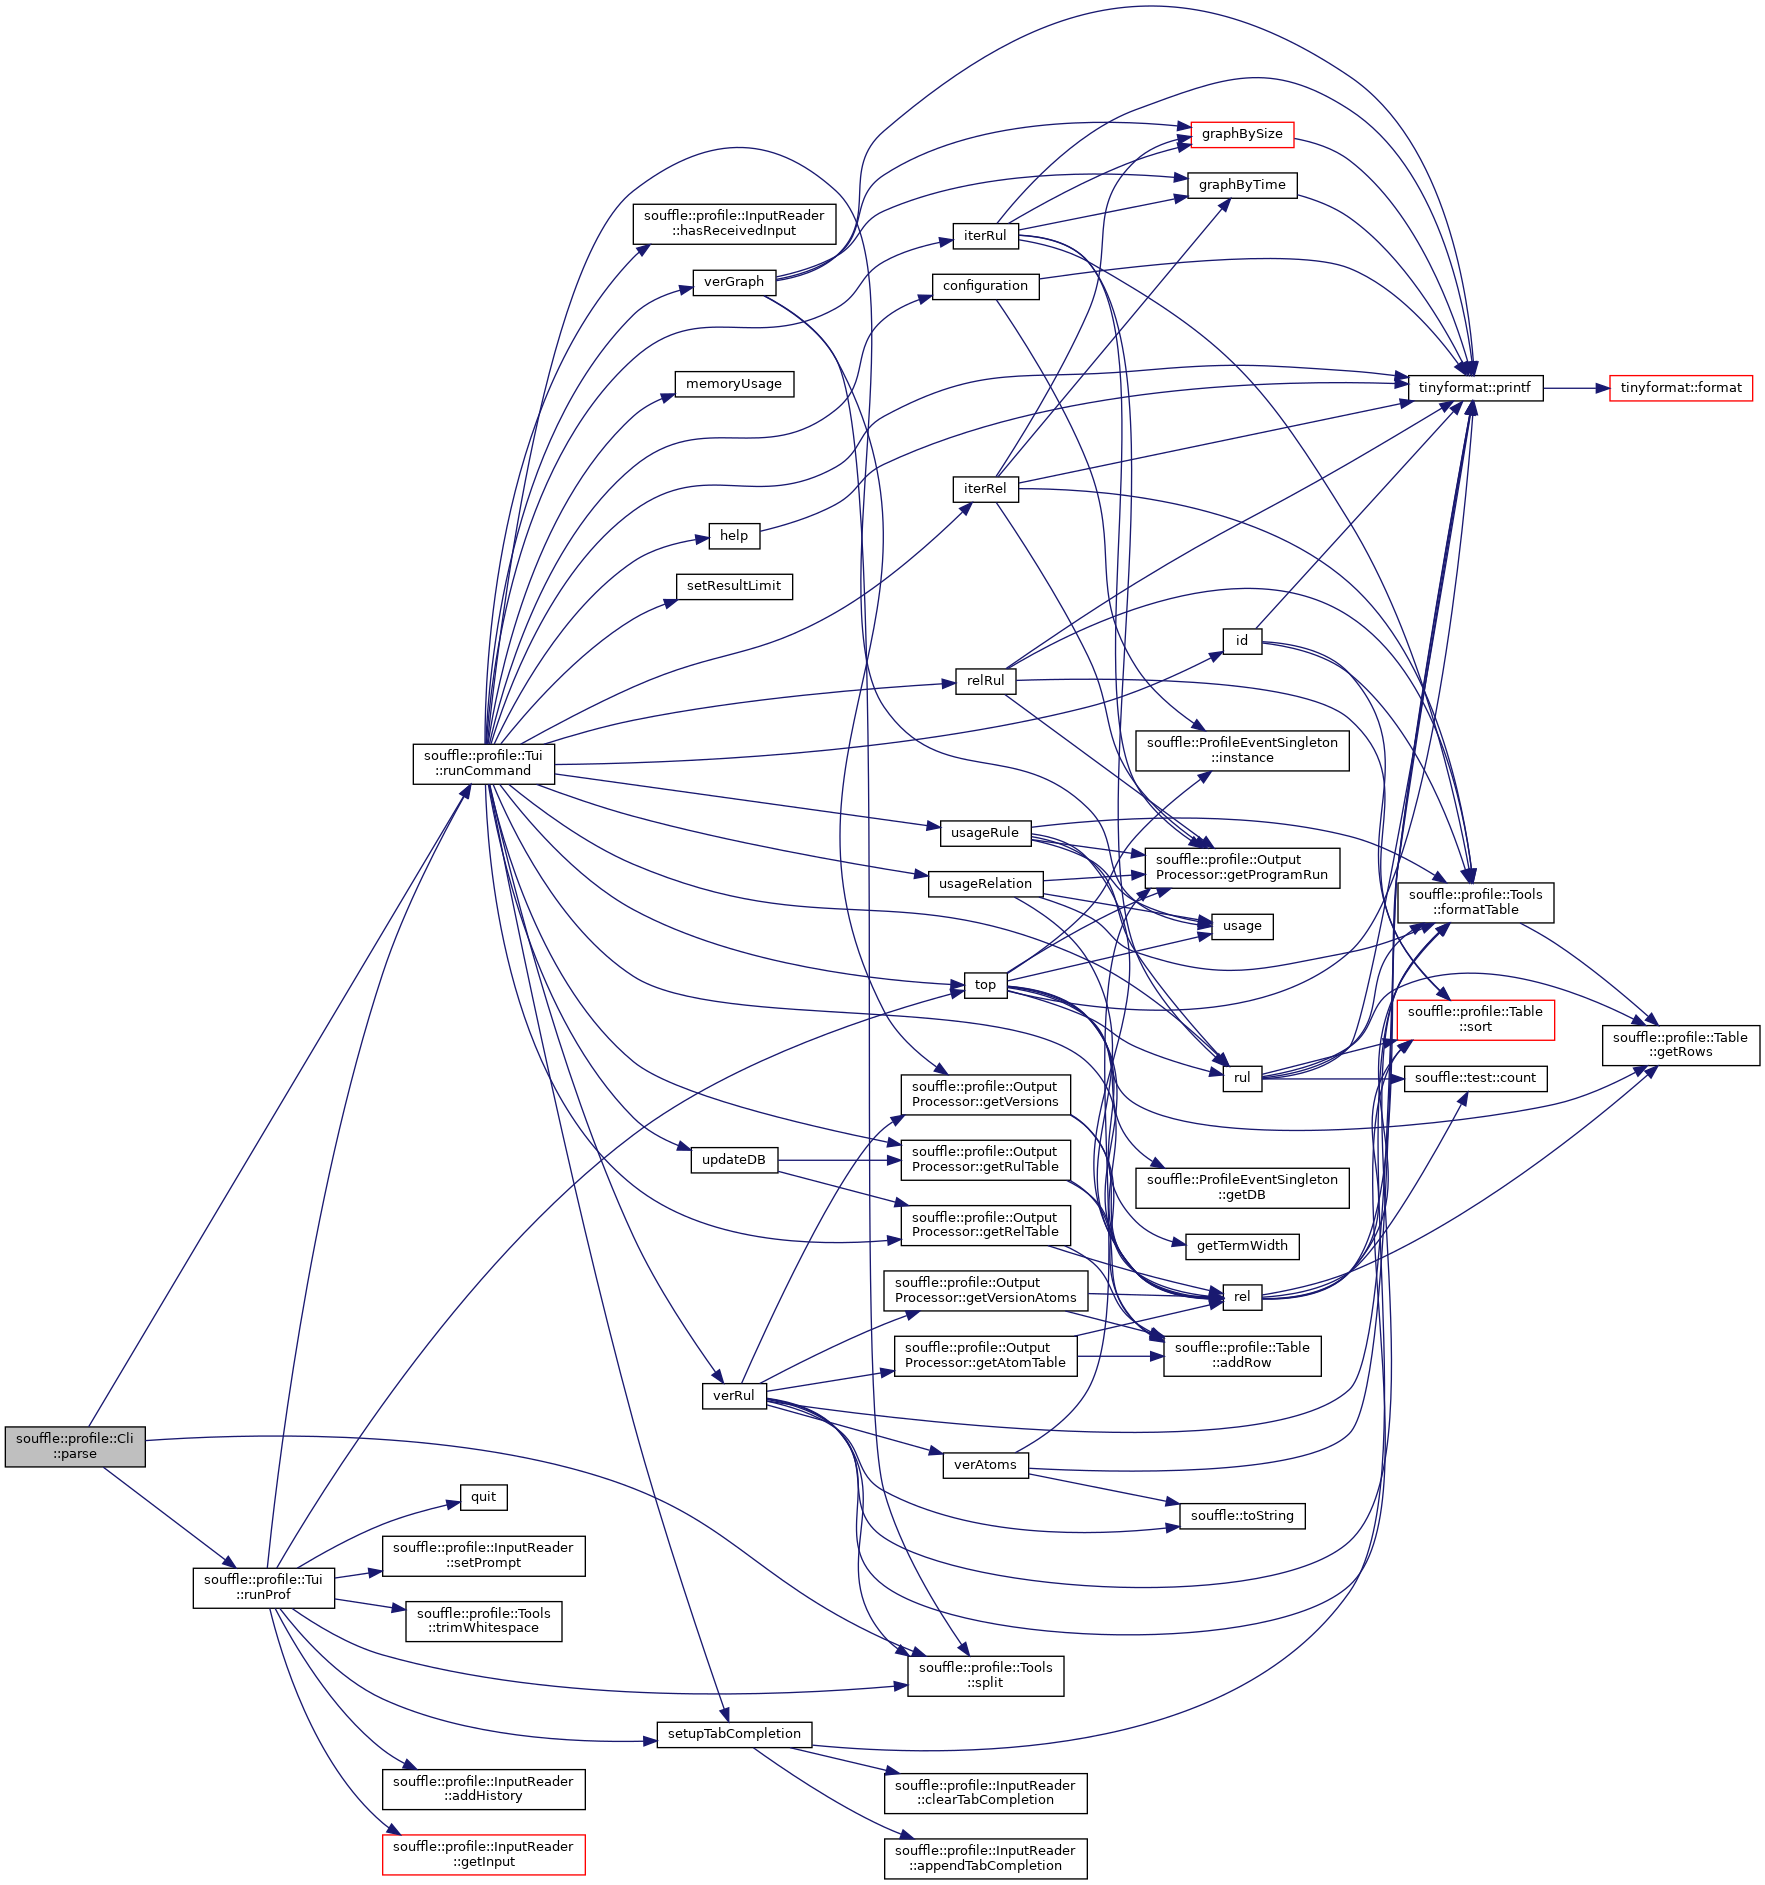 souffle::profile::Cli
::parse
souffle::profile::Tui
::runProf
souffle::profile::Tui
::runCommand
quit
souffle::profile::InputReader
::setPrompt
souffle::profile::Tools
::trimWhitespace
souffle::profile::InputReader
::addHistory
souffle::profile::InputReader
::getInput
souffle::profile::InputReader
::hasReceivedInput
verGraph
memoryUsage
help
setResultLimit
updateDB
verRul
setupTabCompletion
iterRul
configuration
iterRel
relRul
usageRule
usageRelation
top
souffle::profile::Output
Processor::getVersions
souffle::profile::Output
Processor::getRulTable
souffle::profile::Output
Processor::getRelTable
souffle::profile::Output
Processor::getVersionAtoms
souffle::profile::Output
Processor::getAtomTable
verAtoms
souffle::profile::Tools
::split
souffle::profile::InputReader
::clearTabCompletion
souffle::profile::InputReader
::appendTabCompletion
graphBySize
graphByTime
id
souffle::ProfileEventSingleton
::instance
souffle::profile::Output
Processor::getProgramRun
usage
rul
souffle::ProfileEventSingleton
::getDB
getTermWidth
rel
souffle::profile::Table
::addRow
souffle::toString
tinyformat::printf
souffle::profile::Tools
::formatTable
souffle::profile::Table
::sort
souffle::test::count
tinyformat::format
souffle::profile::Table
::getRows